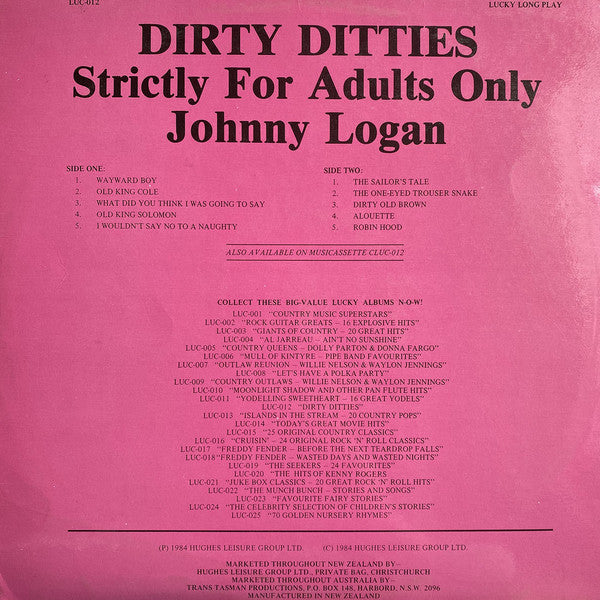 LUC-012
LUCKY LONG PLAY
DIRTY DITTIES
Strictly For Adults Only
Johnny Logan
SIDE ONE:
1. WAYWARD BOY
2. OLD KING COLE
3. WHAT DID YOU THINK I WAS GOING TO SAY
4. OLD KING SOLOMON
5. I WOULDN'T SAY NO TO A NAUGHTY
SIDE TWO:
1. THE SAILOR'S TALE
2. THE ONE-EYED TROUSER SNAKE
3. DIRTY OLD BROWN
4. ALOUETTE
5. ROBIN HOOD
ALSO AVAILABLE ON MUSICASSETTE CLUC-012
COLLECT THESE BIG-VALUE LUCKY ALBUMS N-O-W!
LUC-001 "COUNTRY MUSIC SUPERSTARS"
LUC-002 "ROCK GUITAR GREATS – 16 EXPLOSIVE HITS"
LUC-003 "GIANTS OF COUNTRY – 20 GREAT HITS"
LUC-004 "AL JARREAU – AIN'T NO SUNSHINE"
LUC-005 "COUNTRY QUEENS – DOLLY PARTON & DONNA FARGO"
LUC-006 "MULL OF KINTYRE – PIPE BAND FAVOURITES"
LUC-007 "OUTLAW REUNION – WILLIE NELSON & WAYLON JENNINGS"
LUC-008 "LET'S HAVE A POLKA PARTY"
LUC-009 "COUNTRY OUTLAWS – WILLIE NELSON & WAYLON JENNINGS"
LUC-010 "MOONLIGHT SHADOW AND OTHER PAN FLUTE HITS"
LUC-011 "YODELLING SWEETHEART – 16 GREAT YODELS"
LUC-012 "DIRTY DITTIES"
LUC-013 "ISLANDS IN THE STREAM – 20 COUNTRY POPS"
LUC-014 "TODAY'S GREAT MOVIE HITS"
LUC-015 "25 ORIGINAL COUNTRY CLASSICS"
LUC-016 "CRUISIN' – 24 ORIGINAL ROCK 'N' ROLL CLASSICS"
LUC-017 "FREDDY FENDER – BEFORE THE NEXT TEARDROP FALLS"
LUC-018 "FREDDY FENDER – WASTED DAYS AND WASTED NIGHTS"
LUC-019 "THE SEEKERS – 24 FAVOURITES"
LUC-020 "THE HITS OF KENNY ROGERS
LUC-021 "JUKE BOX CLASSICS – 20 GREAT ROCK 'N' ROLL HITS"
LUC-022 "THE MUNCH BUNCH – STORIES AND SONGS"
LUC-023 "FAVOURITE FAIRY STORIES"
LUC-024 "THE CELEBRITY SELECTION OF CHILDREN'S STORIES"
LUC-025 "70 GOLDEN NURSERY RHYMES"
(P) 1984 HUGHES LEISURE GROUP LTD. (C) 1984 HUGHES LEISURE GROUP LTD.
MARKETED THROUGHOUT NEW ZEALAND BY–
HUGHES LEISURE GROUP LTD., PRIVATE BAG, CHRISTCHURCH
MARKETED THROUGHOUT AUSTRALIA BY–
TRANS TASMAN PRODUCTIONS, P.O. BOX 148, HARBORD, N.S.W. 2096
MANUFACTURED IN NEW ZEALAND